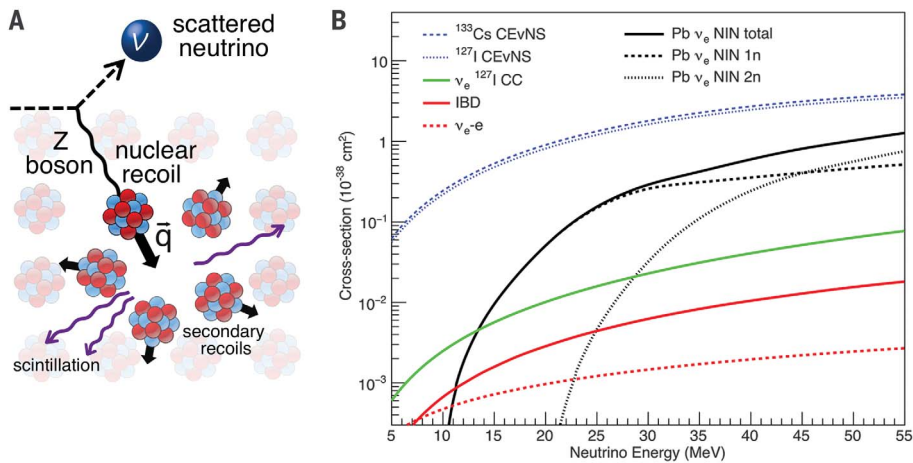 A
ν
scattered
neutrino
Z
boson
nuclear
recoil
q⃗
secondary
recoils
scintillation
B
Cross-section (10⁻³⁸ cm²)
10
1
10⁻¹
10⁻²
10⁻³
¹³³Cs CEvNS
¹²⁷I CEvNS
νₑ ¹²⁷I CC
IBD
νₑ-e
Pb νₑ NIN total
Pb νₑ NIN 1n
Pb νₑ NIN 2n
5 10 15 20 25 30 35 40 45 50 55
Neutrino Energy (MeV)